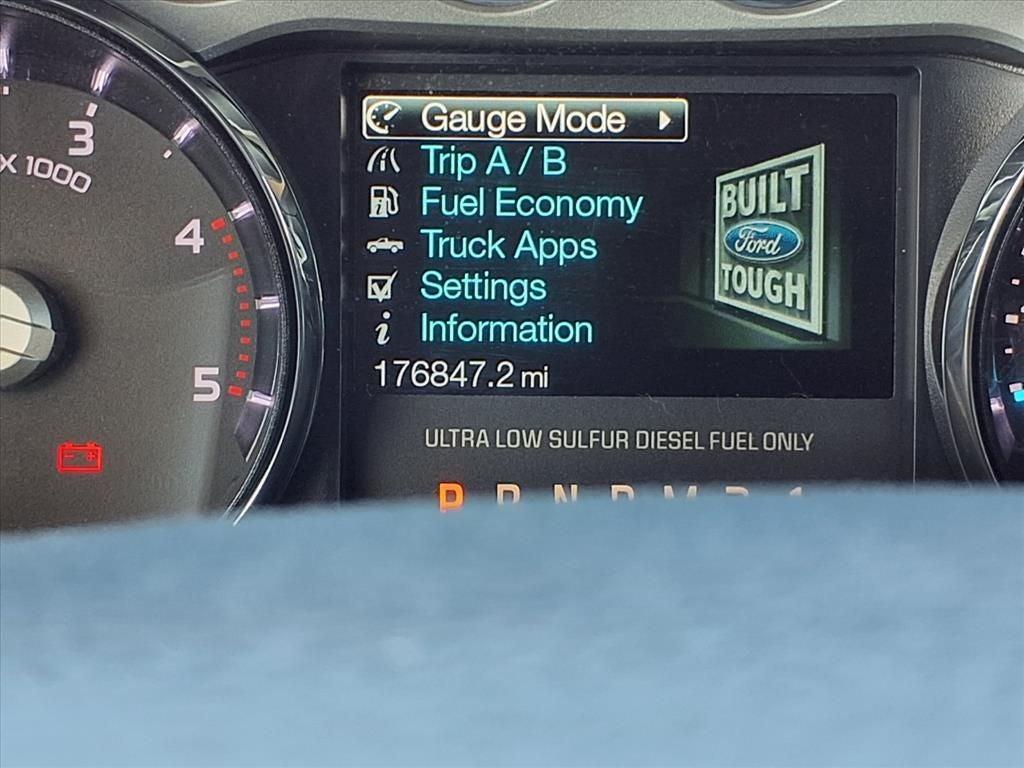 Gauge Mode
Trip A / B
Fuel Economy
Truck Apps
Settings
Information
176847.2 mi
BUILT
Ford
TOUGH
3
X 1000
4
5
ULTRA LOW SULFUR DIESEL FUEL ONLY
P R N D M